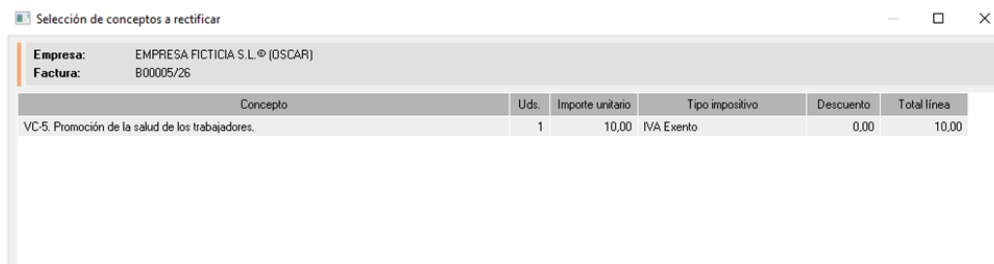 Selección de conceptos a rectificar
Empresa: EMPRESA FICTICIA S.L.® (OSCAR)
Factura: B00005/26
Concepto Uds. Importe unitario Tipo impositivo Descuento Total línea
VC-5. Promoción de la salud de los trabajadores. 1 10,00 IVA Exento 0,00 10,00